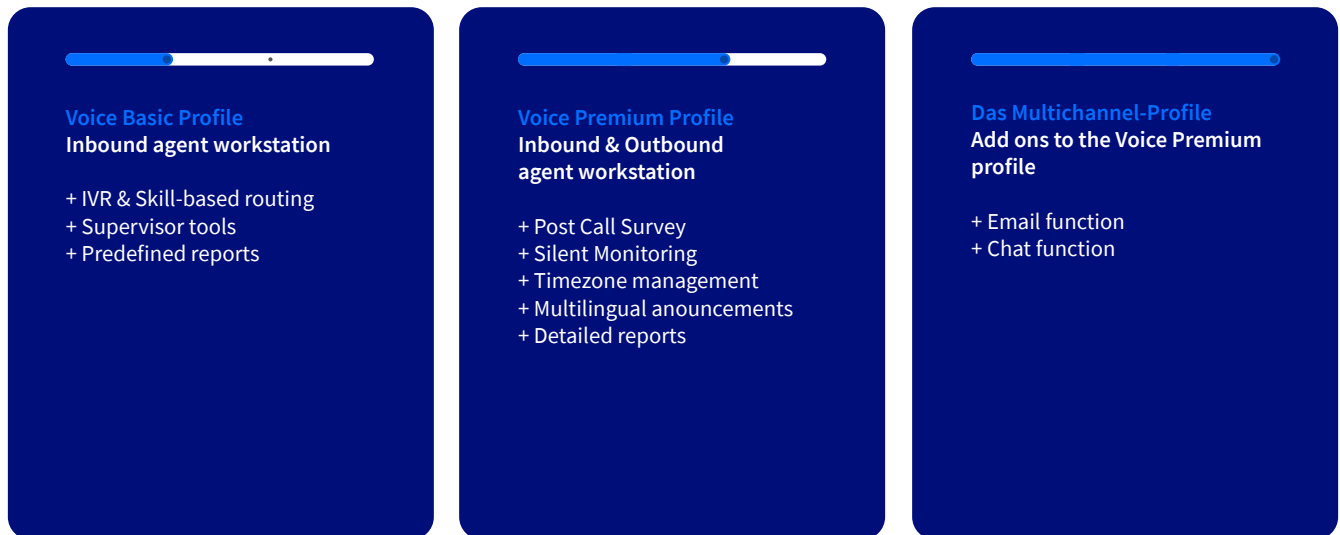 Voice Basic Profile
Inbound agent workstation
+ IVR & Skill-based routing
+ Supervisor tools
+ Predefined reports
Voice Premium Profile
Inbound & Outbound
agent workstation
+ Post Call Survey
+ Silent Monitoring
+ Timezone management
+ Multilingual anouncements
+ Detailed reports
Das Multichannel-Profile
Add ons to the Voice Premium
profile
+ Email function
+ Chat function